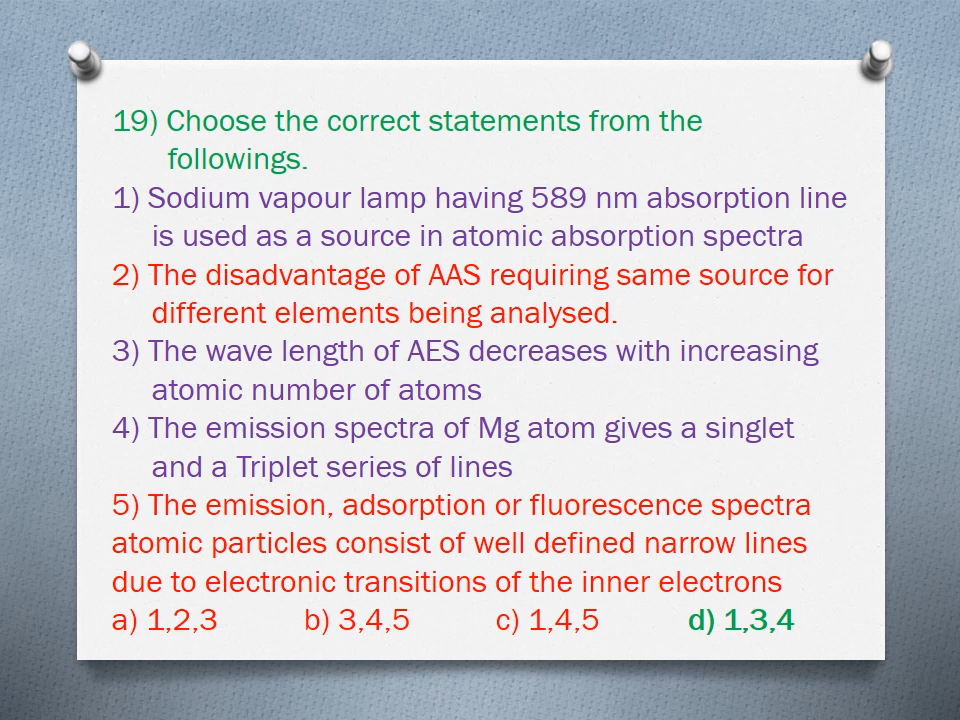 19) Choose the correct statements from the
followings.
1) Sodium vapour lamp having 589 nm absorption line
is used as a source in atomic absorption spectra
2) The disadvantage of AAS requiring same source for
different elements being analysed.
3) The wave length of AES decreases with increasing
atomic number of atoms
4) The emission spectra of Mg atom gives a singlet
and a Triplet series of lines
5) The emission, adsorption or fluorescence spectra
atomic particles consist of well defined narrow lines
due to electronic transitions of the inner electrons
a) 1,2,3 b) 3,4,5 c) 1,4,5 d) 1,3,4